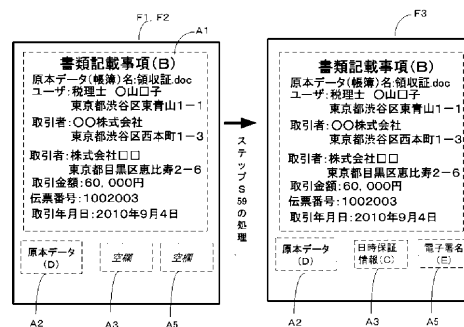 F1, F2
A1
書類記載事項(B)
原本データ(帳簿)名:領収証.doc
ユーザ:税理士 〇山口子
東京都渋谷区東青山1-1
取引者:〇〇株式会社
東京都渋谷区西本町1-3
取引者:株式会社□□
東京都目黒区恵比寿2-6
取引金額:60,000円
伝票番号:1002003
取引年月日:2010年9月4日
原本データ
(D)
空欄
空欄
A2
A3
A5
ステップS59の処理
F3
書類記載事項(B)
原本データ(帳簿)名:領収証.doc
ユーザ:税理士 〇山口子
東京都渋谷区東青山1-1
取引者:〇〇株式会社
東京都渋谷区西本町1-3
取引者:株式会社□□
東京都目黒区恵比寿2-6
取引金額:60,000円
伝票番号:1002003
取引年月日:2010年9月4日
原本データ
(D)
日時保証
情報(C)
電子署名
(E)
A2
A3
A5